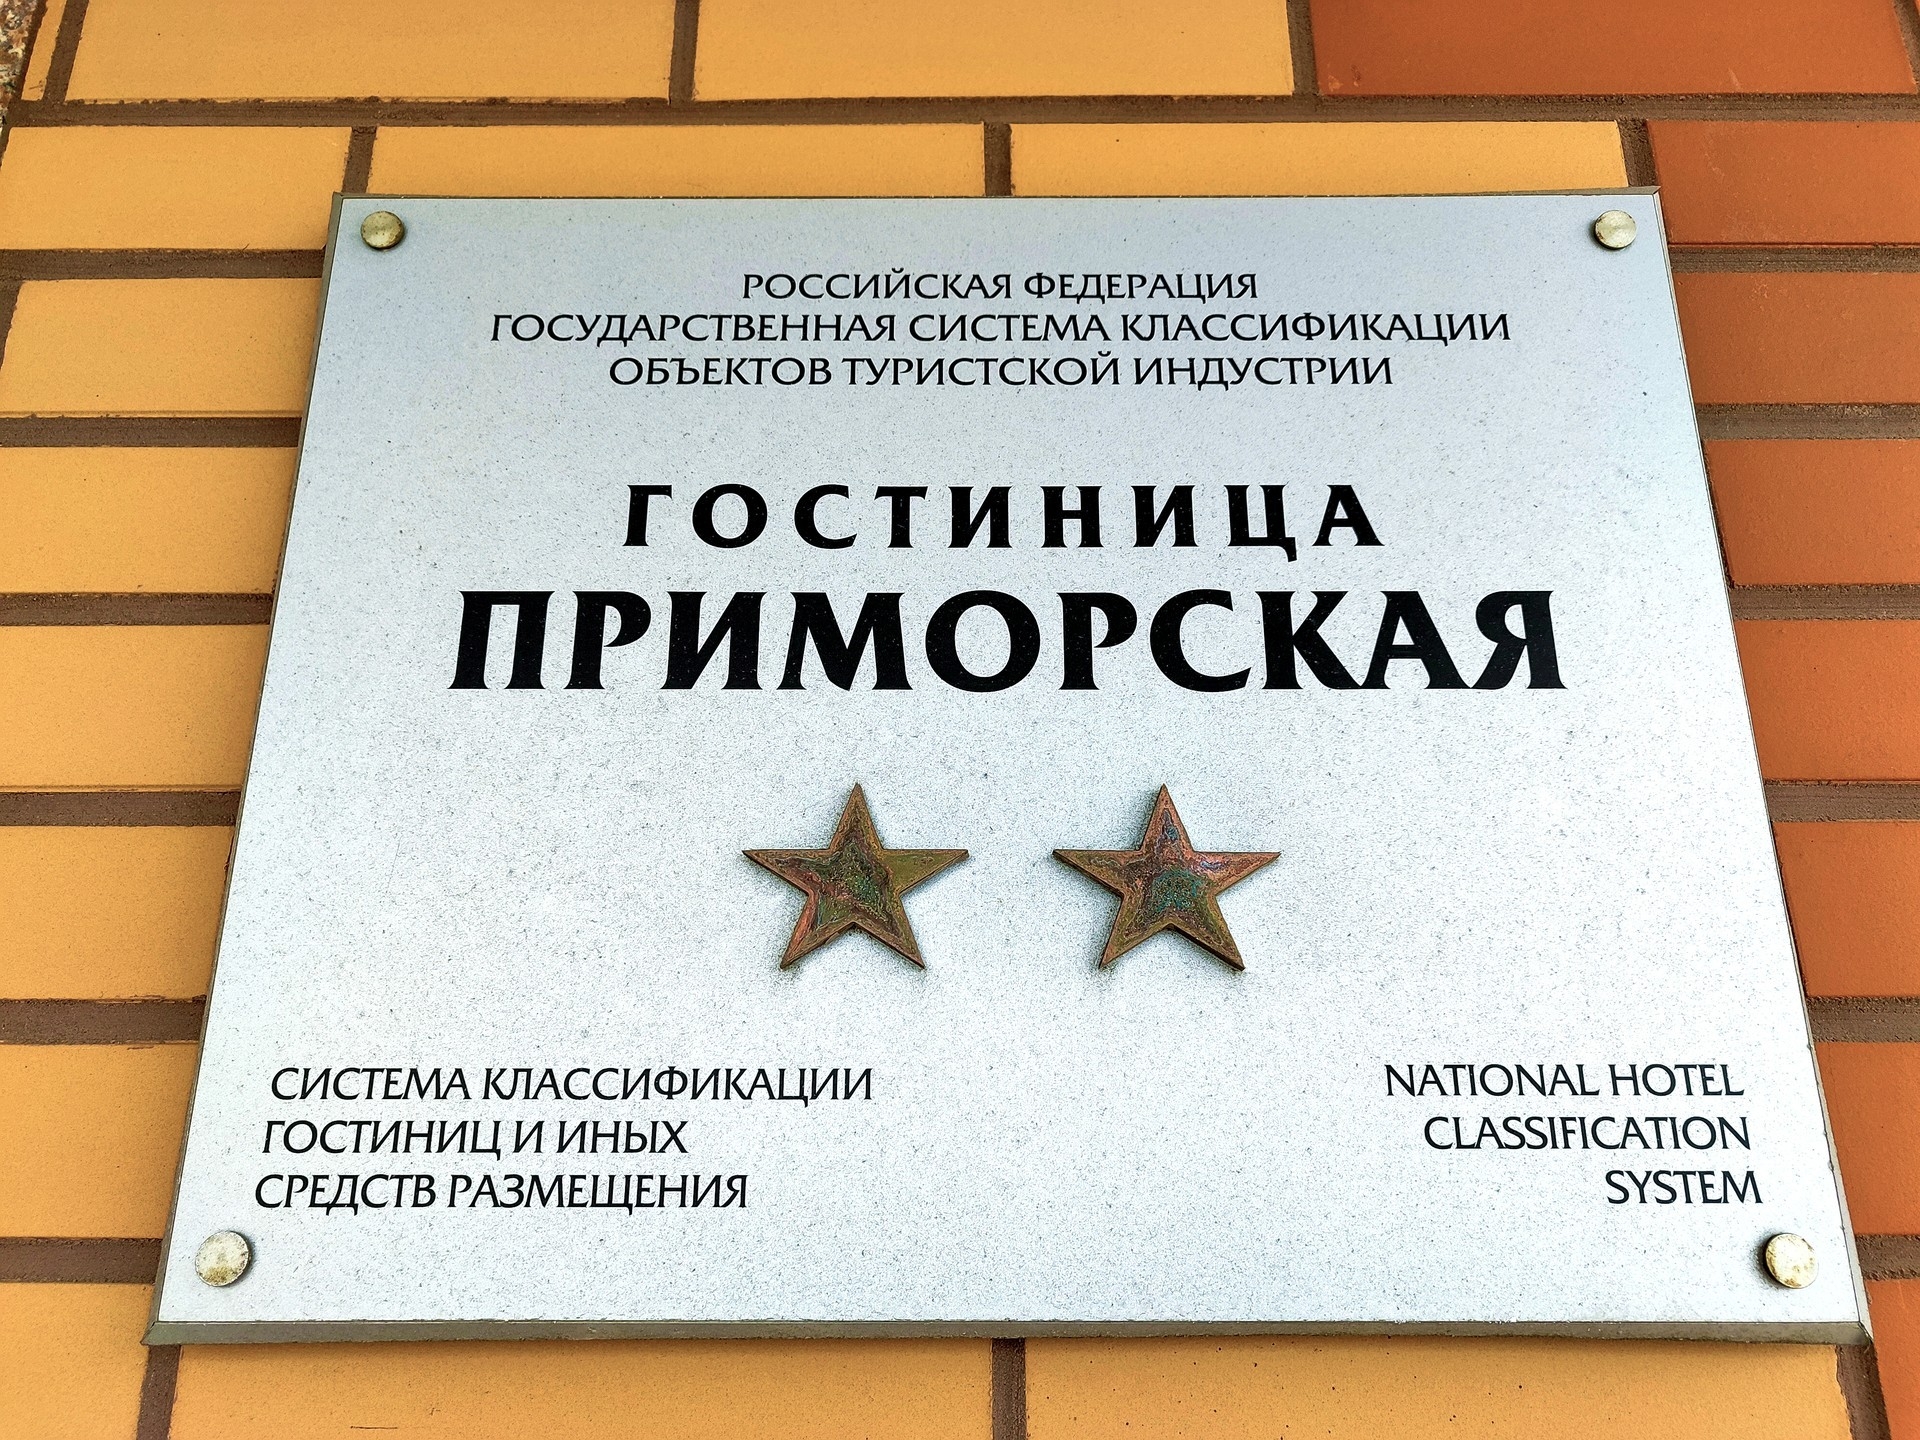 РОССИЙСКАЯ ФЕДЕРАЦИЯ
ГОСУДАРСТВЕННАЯ СИСТЕМА КЛАССИФИКАЦИИ
ОБЪЕКТОВ ТУРИСТСКОЙ ИНДУСТРИИ
ГОСТИНИЦА
ПРИМОРСКАЯ
СИСТЕМА КЛАССИФИКАЦИИ
ГОСТИНИЦ И ИНЫХ
СРЕДСТВ РАЗМЕЩЕНИЯ
NATIONAL HOTEL
CLASSIFICATION
SYSTEM